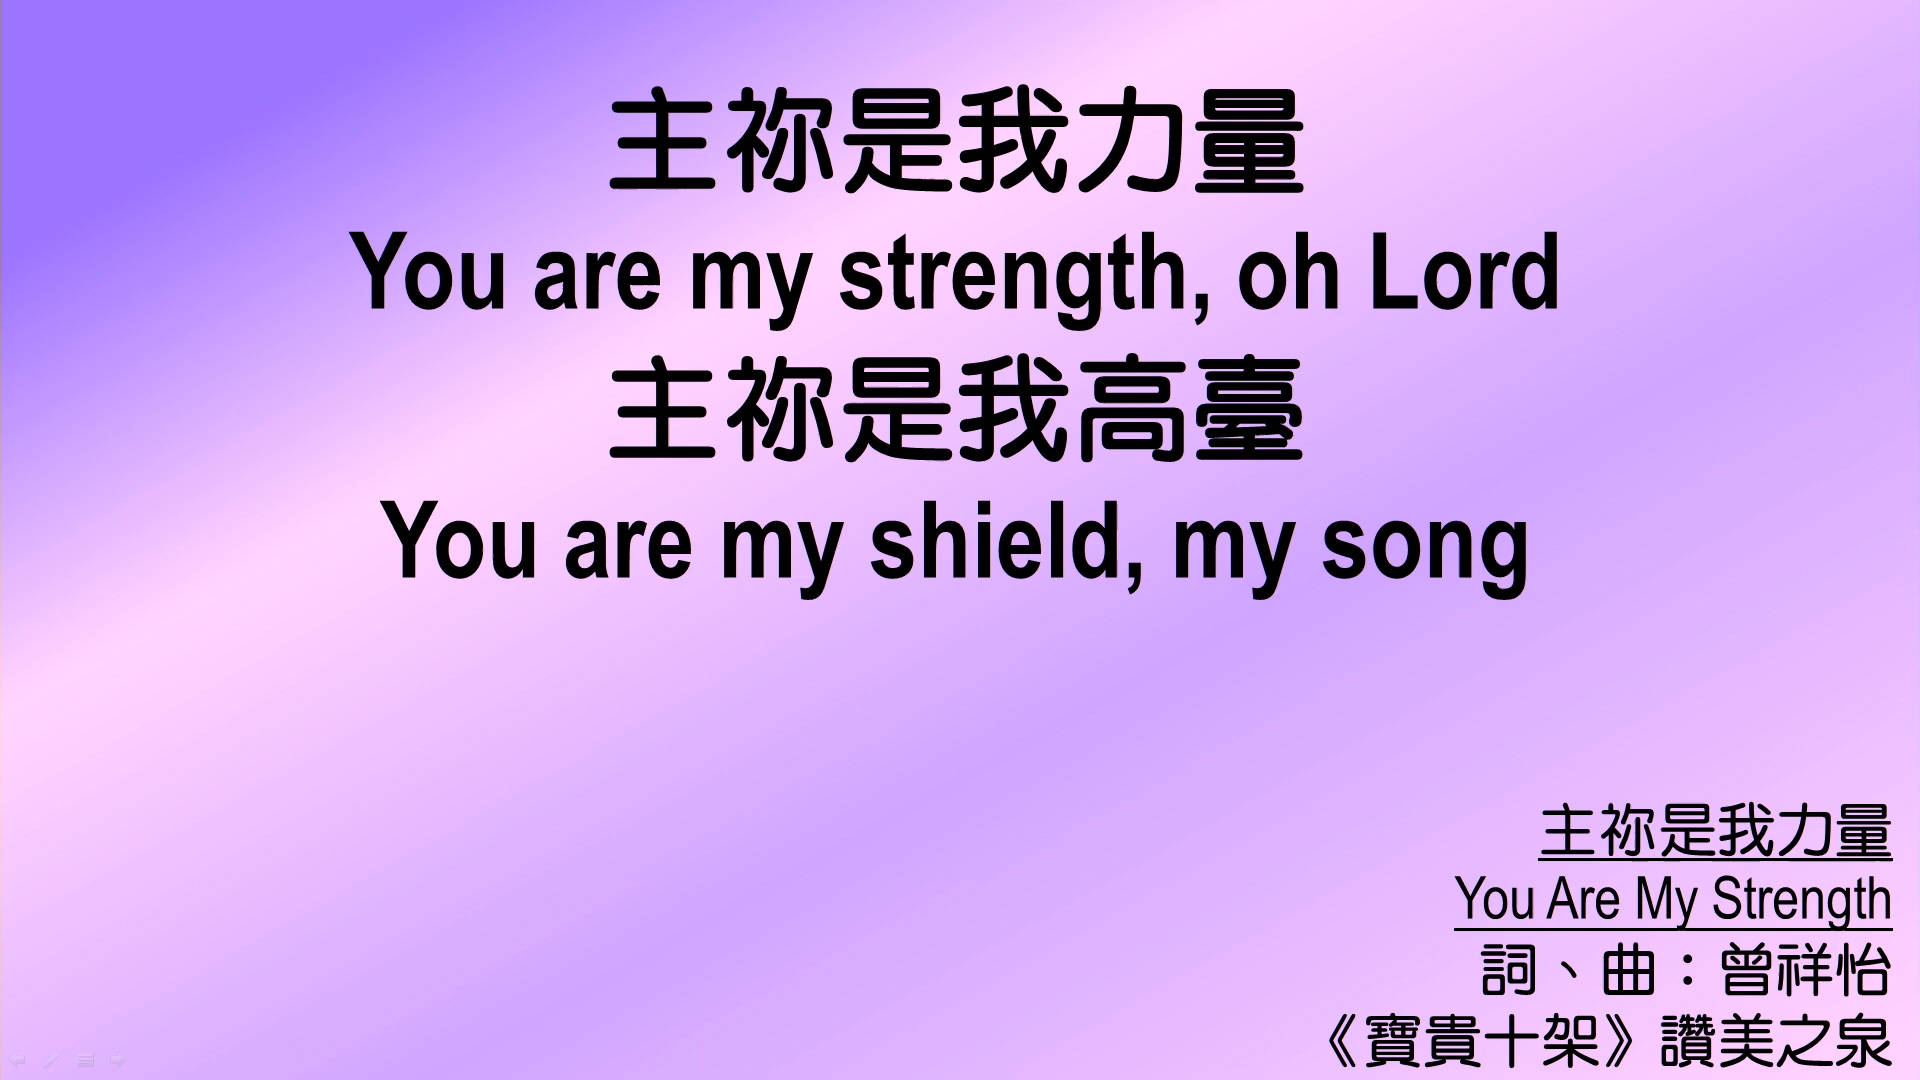 主祢是我力量
You are my strength, oh Lord
主祢是我高臺
You are my shield, my song
主祢是我力量
You Are My Strength
詞、曲：曾祥怡
《寶貴十架》讚美之泉